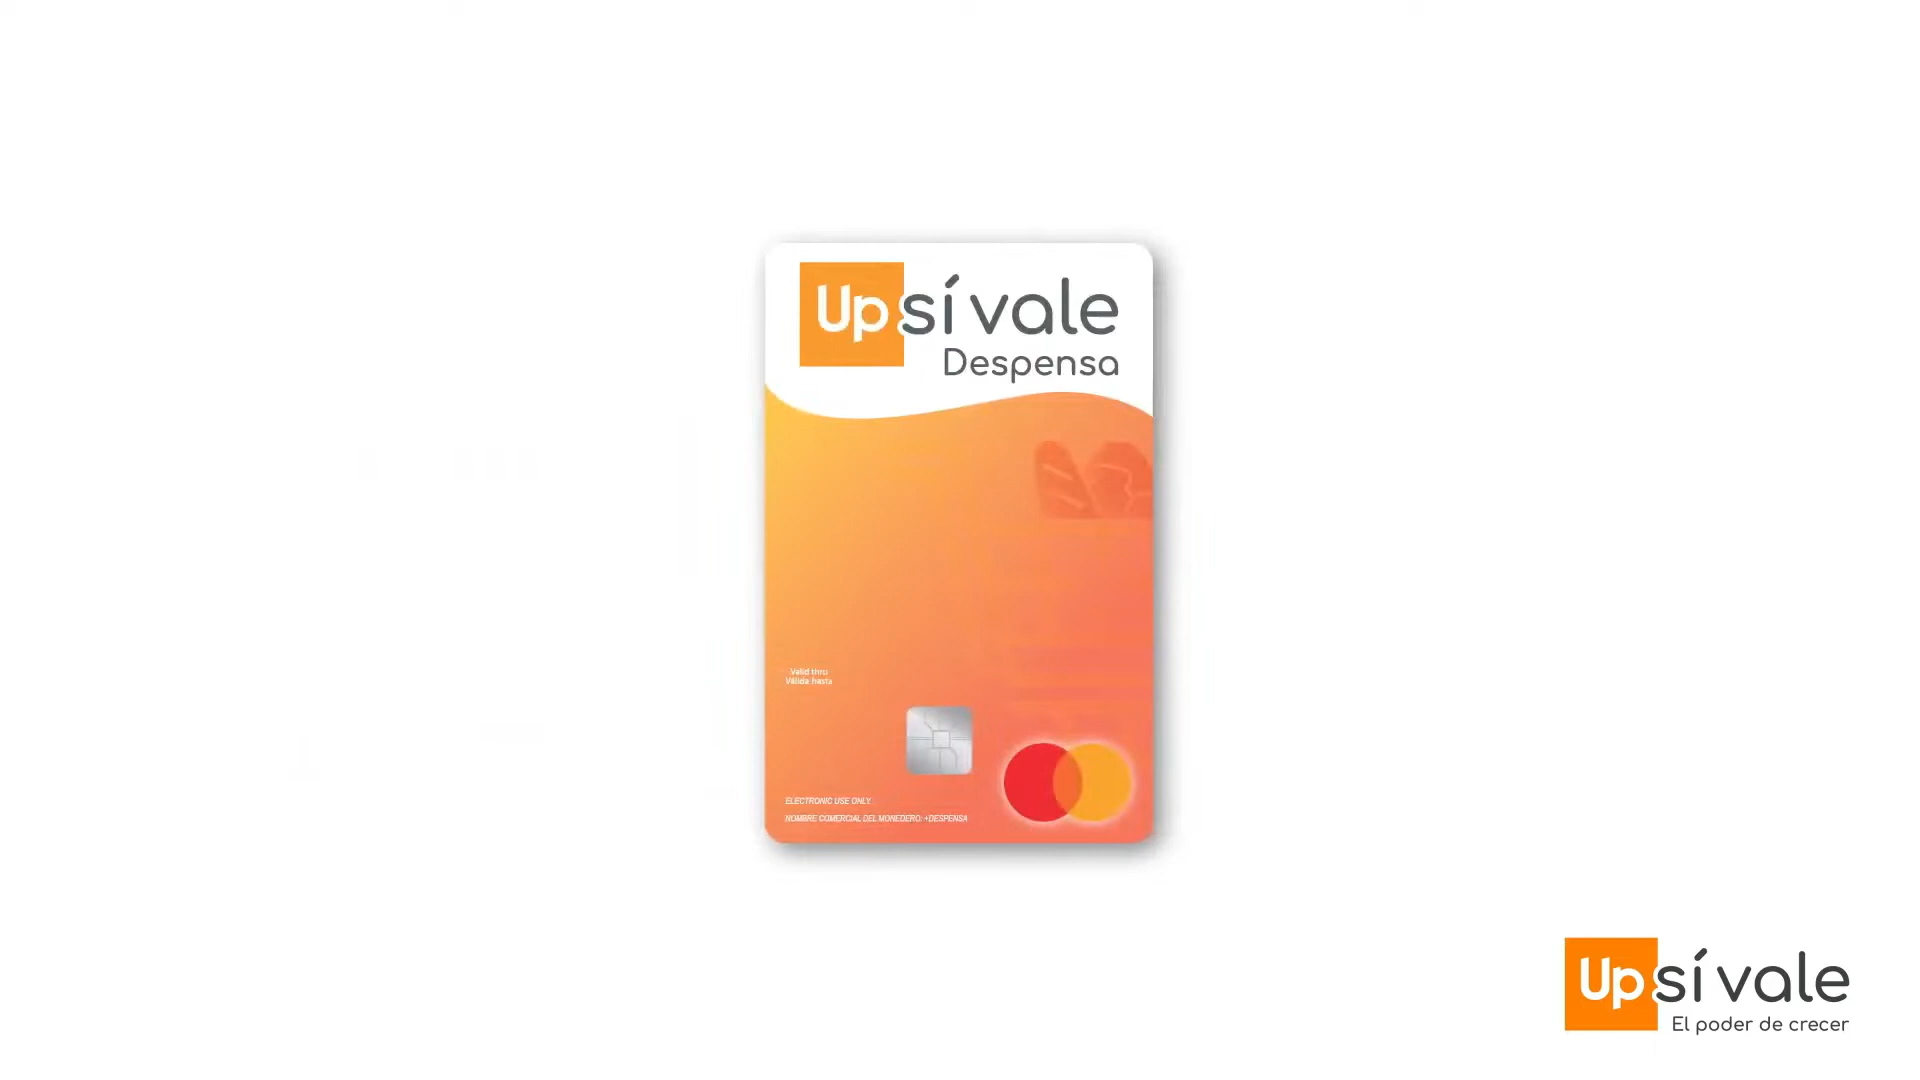 Up sí vale
Despensa
Valid thru
Válida hasta
ELECTRONIC USE ONLY.
NOMBRE COMERCIAL DEL MONEDERO: +DESPENSA
Up sí vale
El poder de crecer